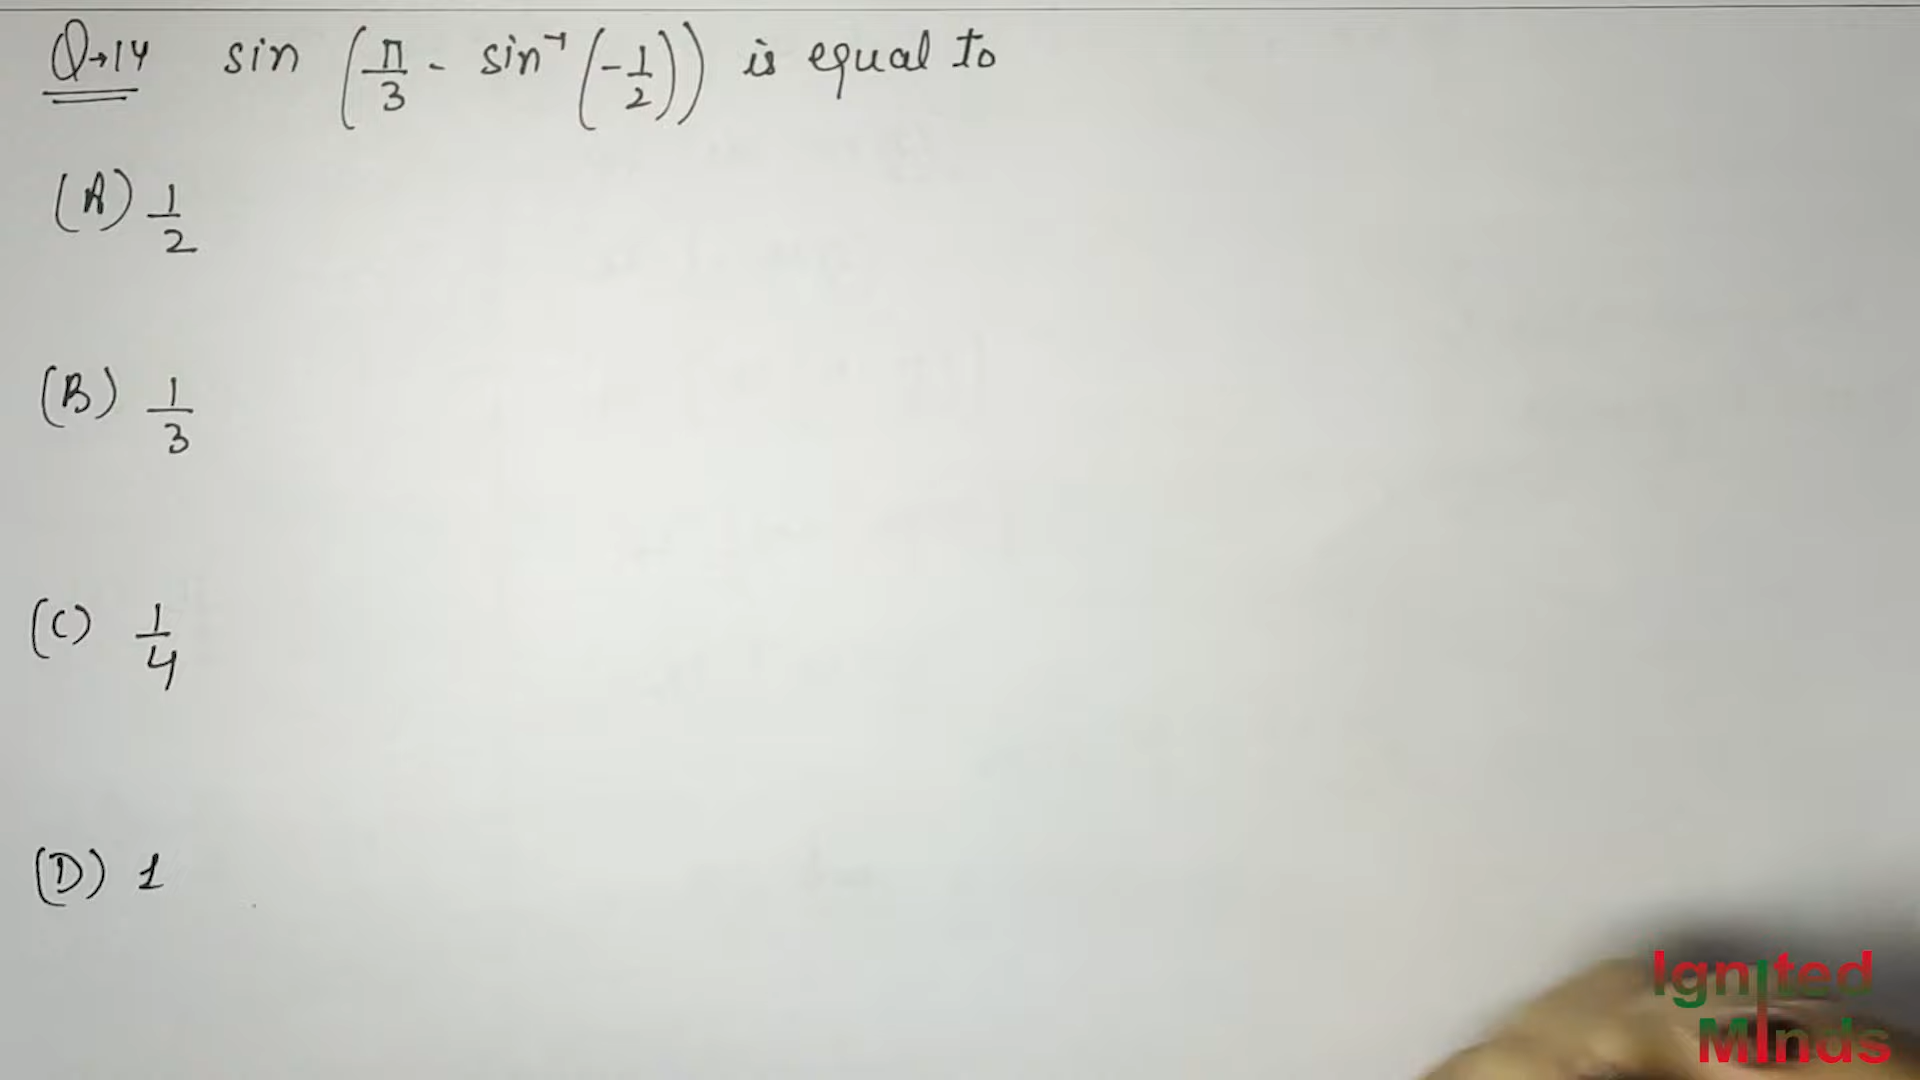 Q→14 sin (π/3 - sin⁻¹(-1/2)) is equal to
(A) 1/2
(B) 1/3
(C) 1/4
(D) 1
Ignited
Minds